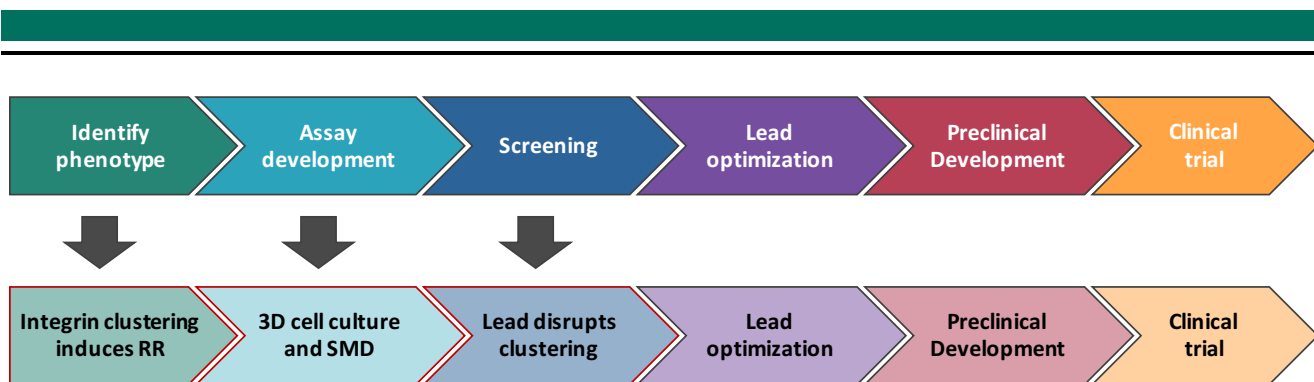 Identify
phenotype
Assay
development
Screening
Lead
optimization
Preclinical
Development
Clinical
trial
Integrin clustering
induces RR
3D cell culture
and SMD
Lead disrupts
clustering
Lead
optimization
Preclinical
Development
Clinical
trial